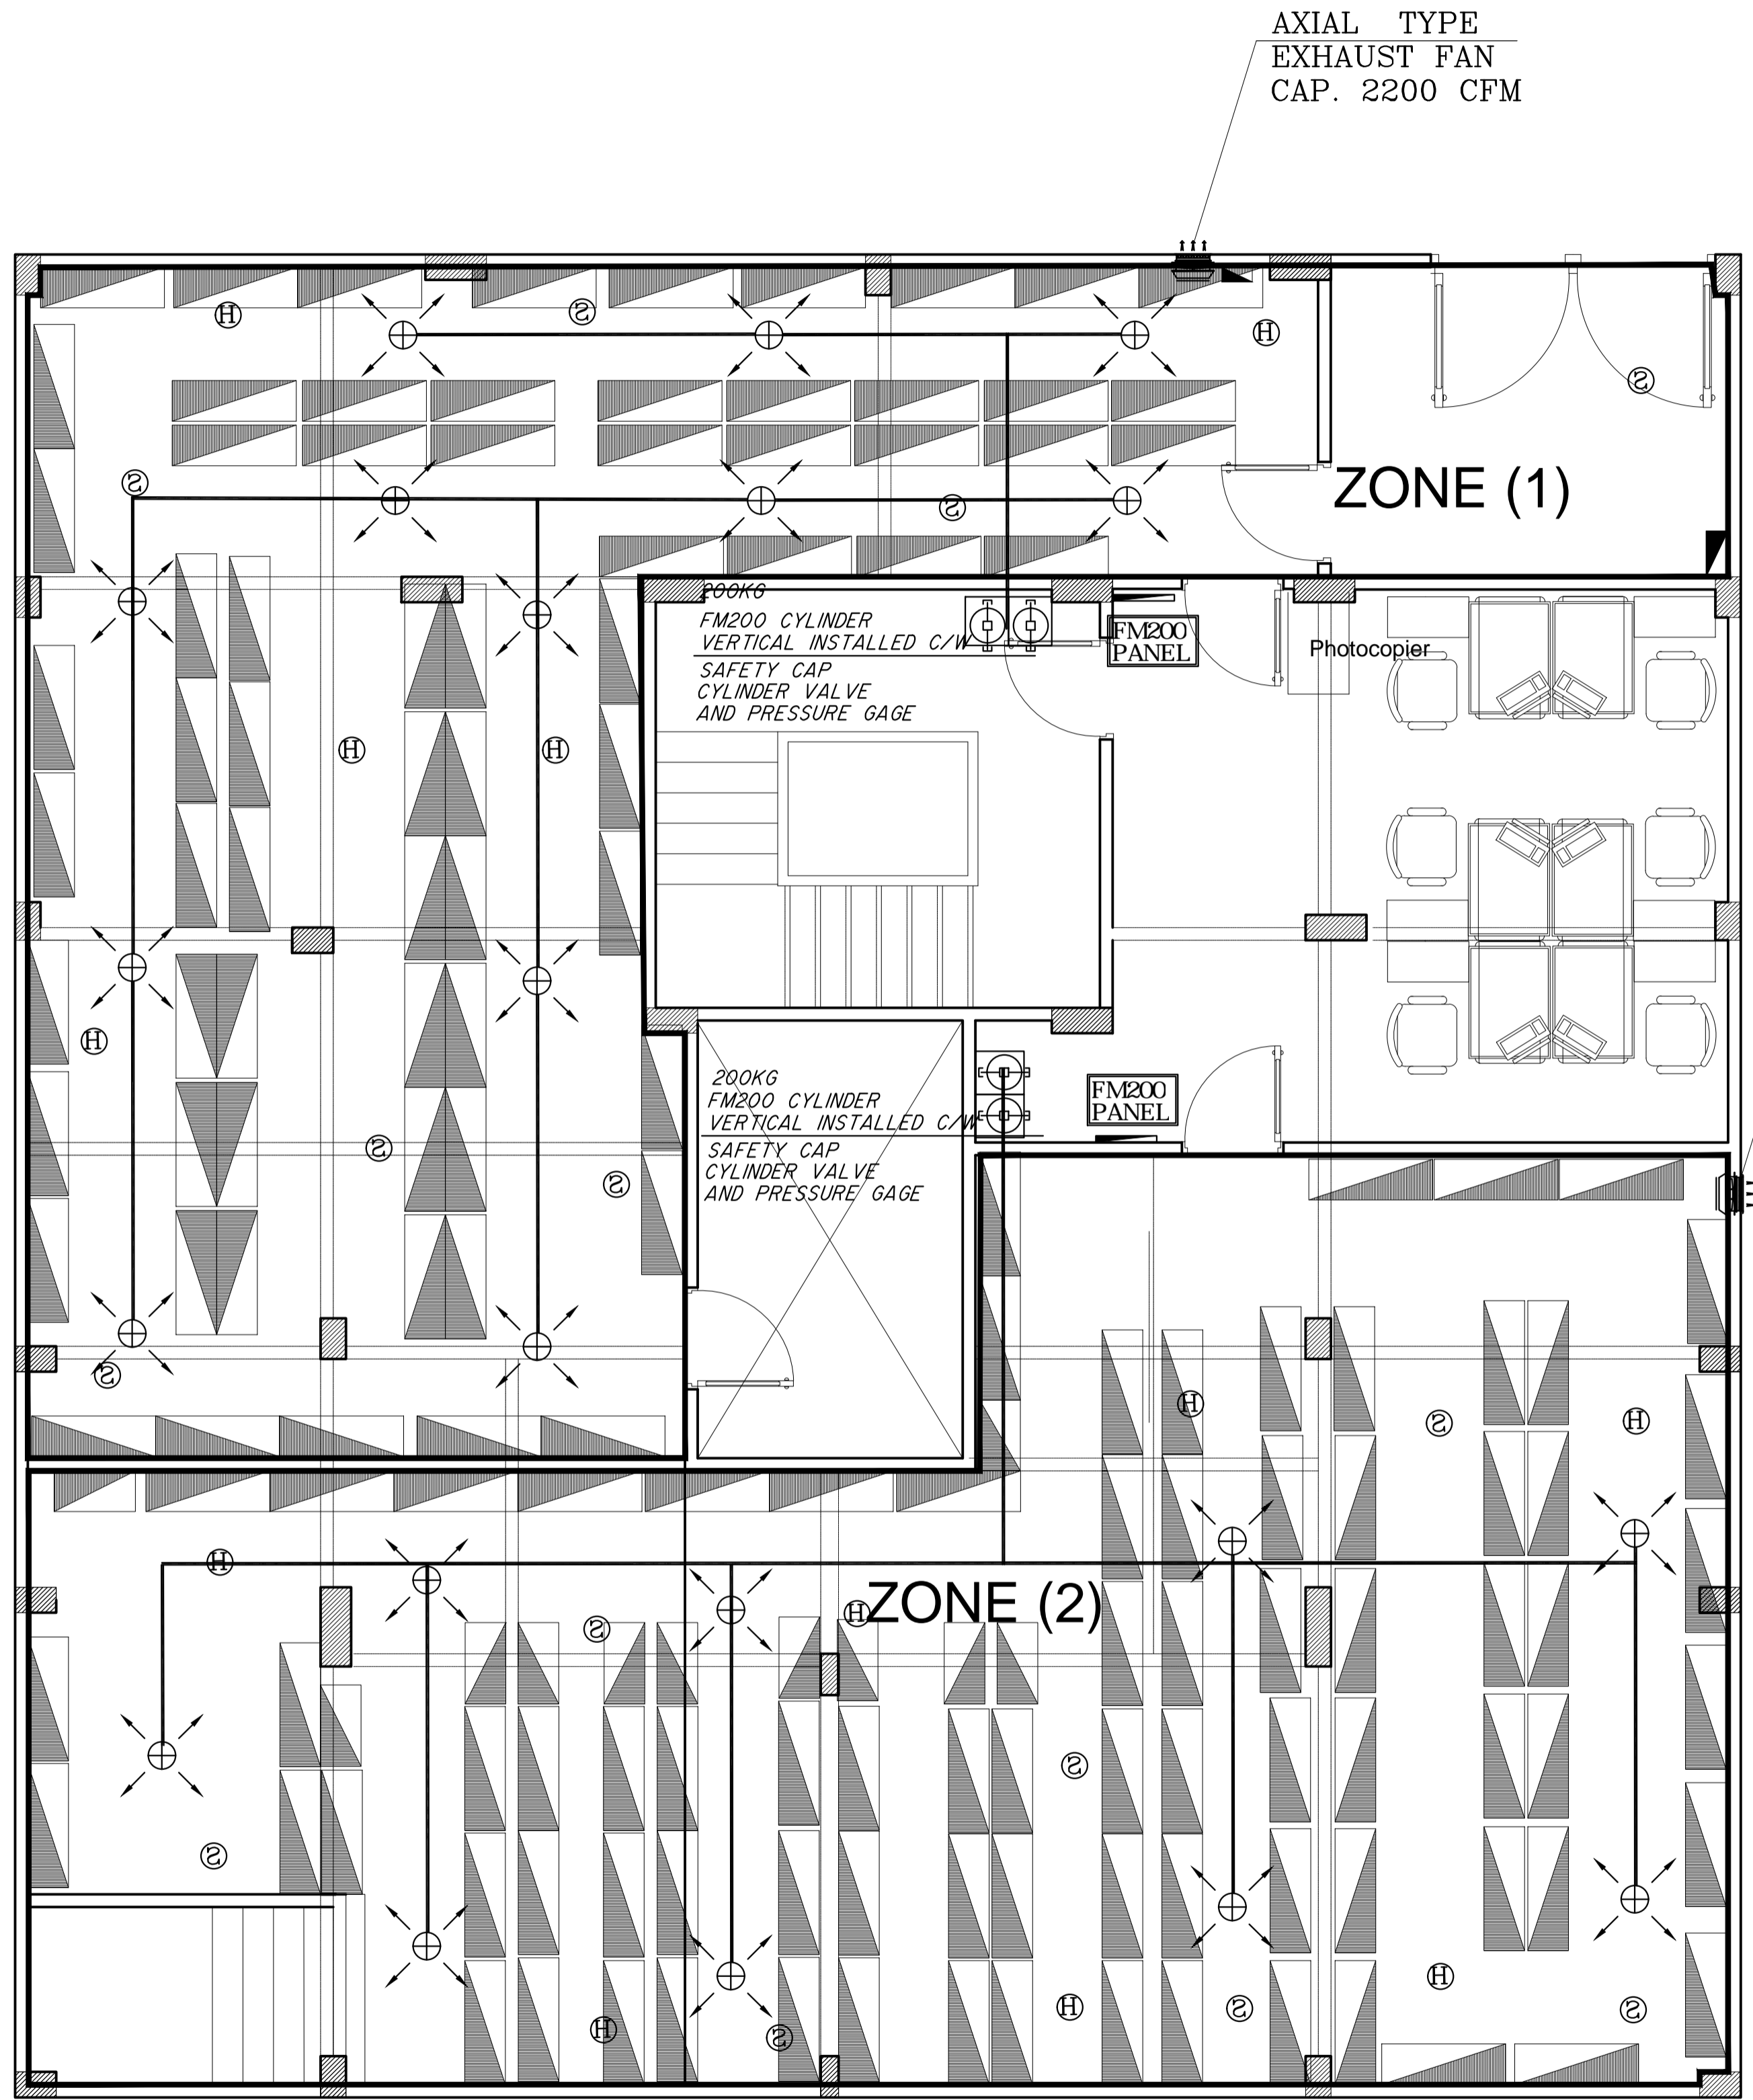 AXIAL TYPE
EXHAUST FAN
CAP. 2200 CFM
H
S
H
S
S
S
ZONE (1)
200KG
FM200 CYLINDER
VERTICAL INSTALLED C/W
SAFETY CAP
CYLINDER VALVE
AND PRESSURE GAGE
FM200
PANEL
Photocopier
H
H
H
200KG
FM200 CYLINDER
VERTICAL INSTALLED C/W
SAFETY CAP
CYLINDER VALVE
AND PRESSURE GAGE
FM200
PANEL
S
S
S
H
S
H
H
S
H
ZONE (2)
S
S
H
H
S
S
H
S